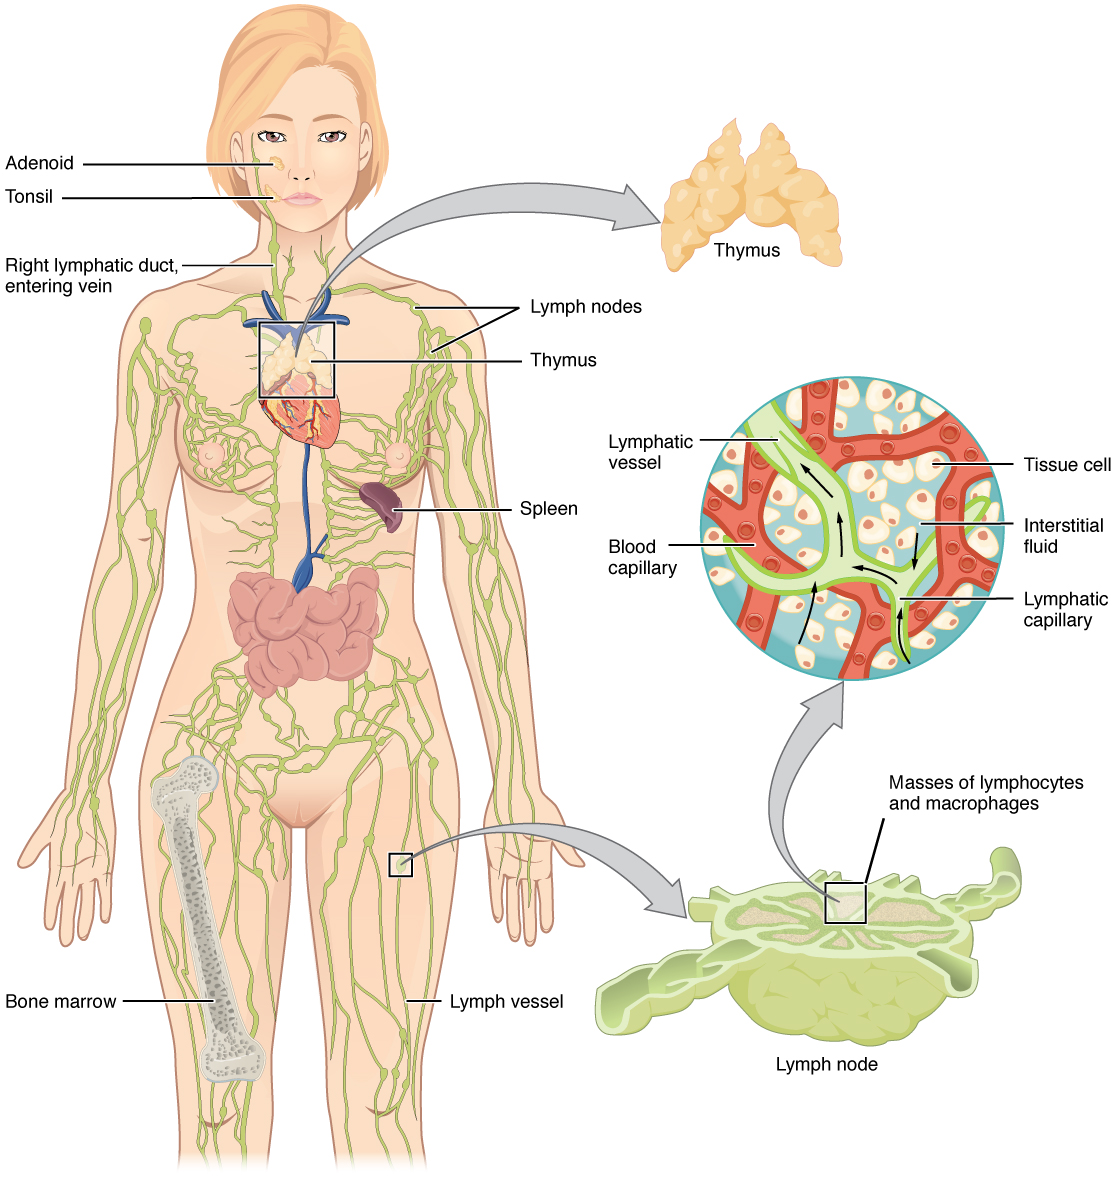 Adenoid
Tonsil
Right lymphatic duct,
entering vein
Thymus
Lymph nodes
Thymus
Spleen
Lymphatic
vessel
Blood
capillary
Tissue cell
Interstitial
fluid
Lymphatic
capillary
Masses of lymphocytes
and macrophages
Bone marrow
Lymph vessel
Lymph node